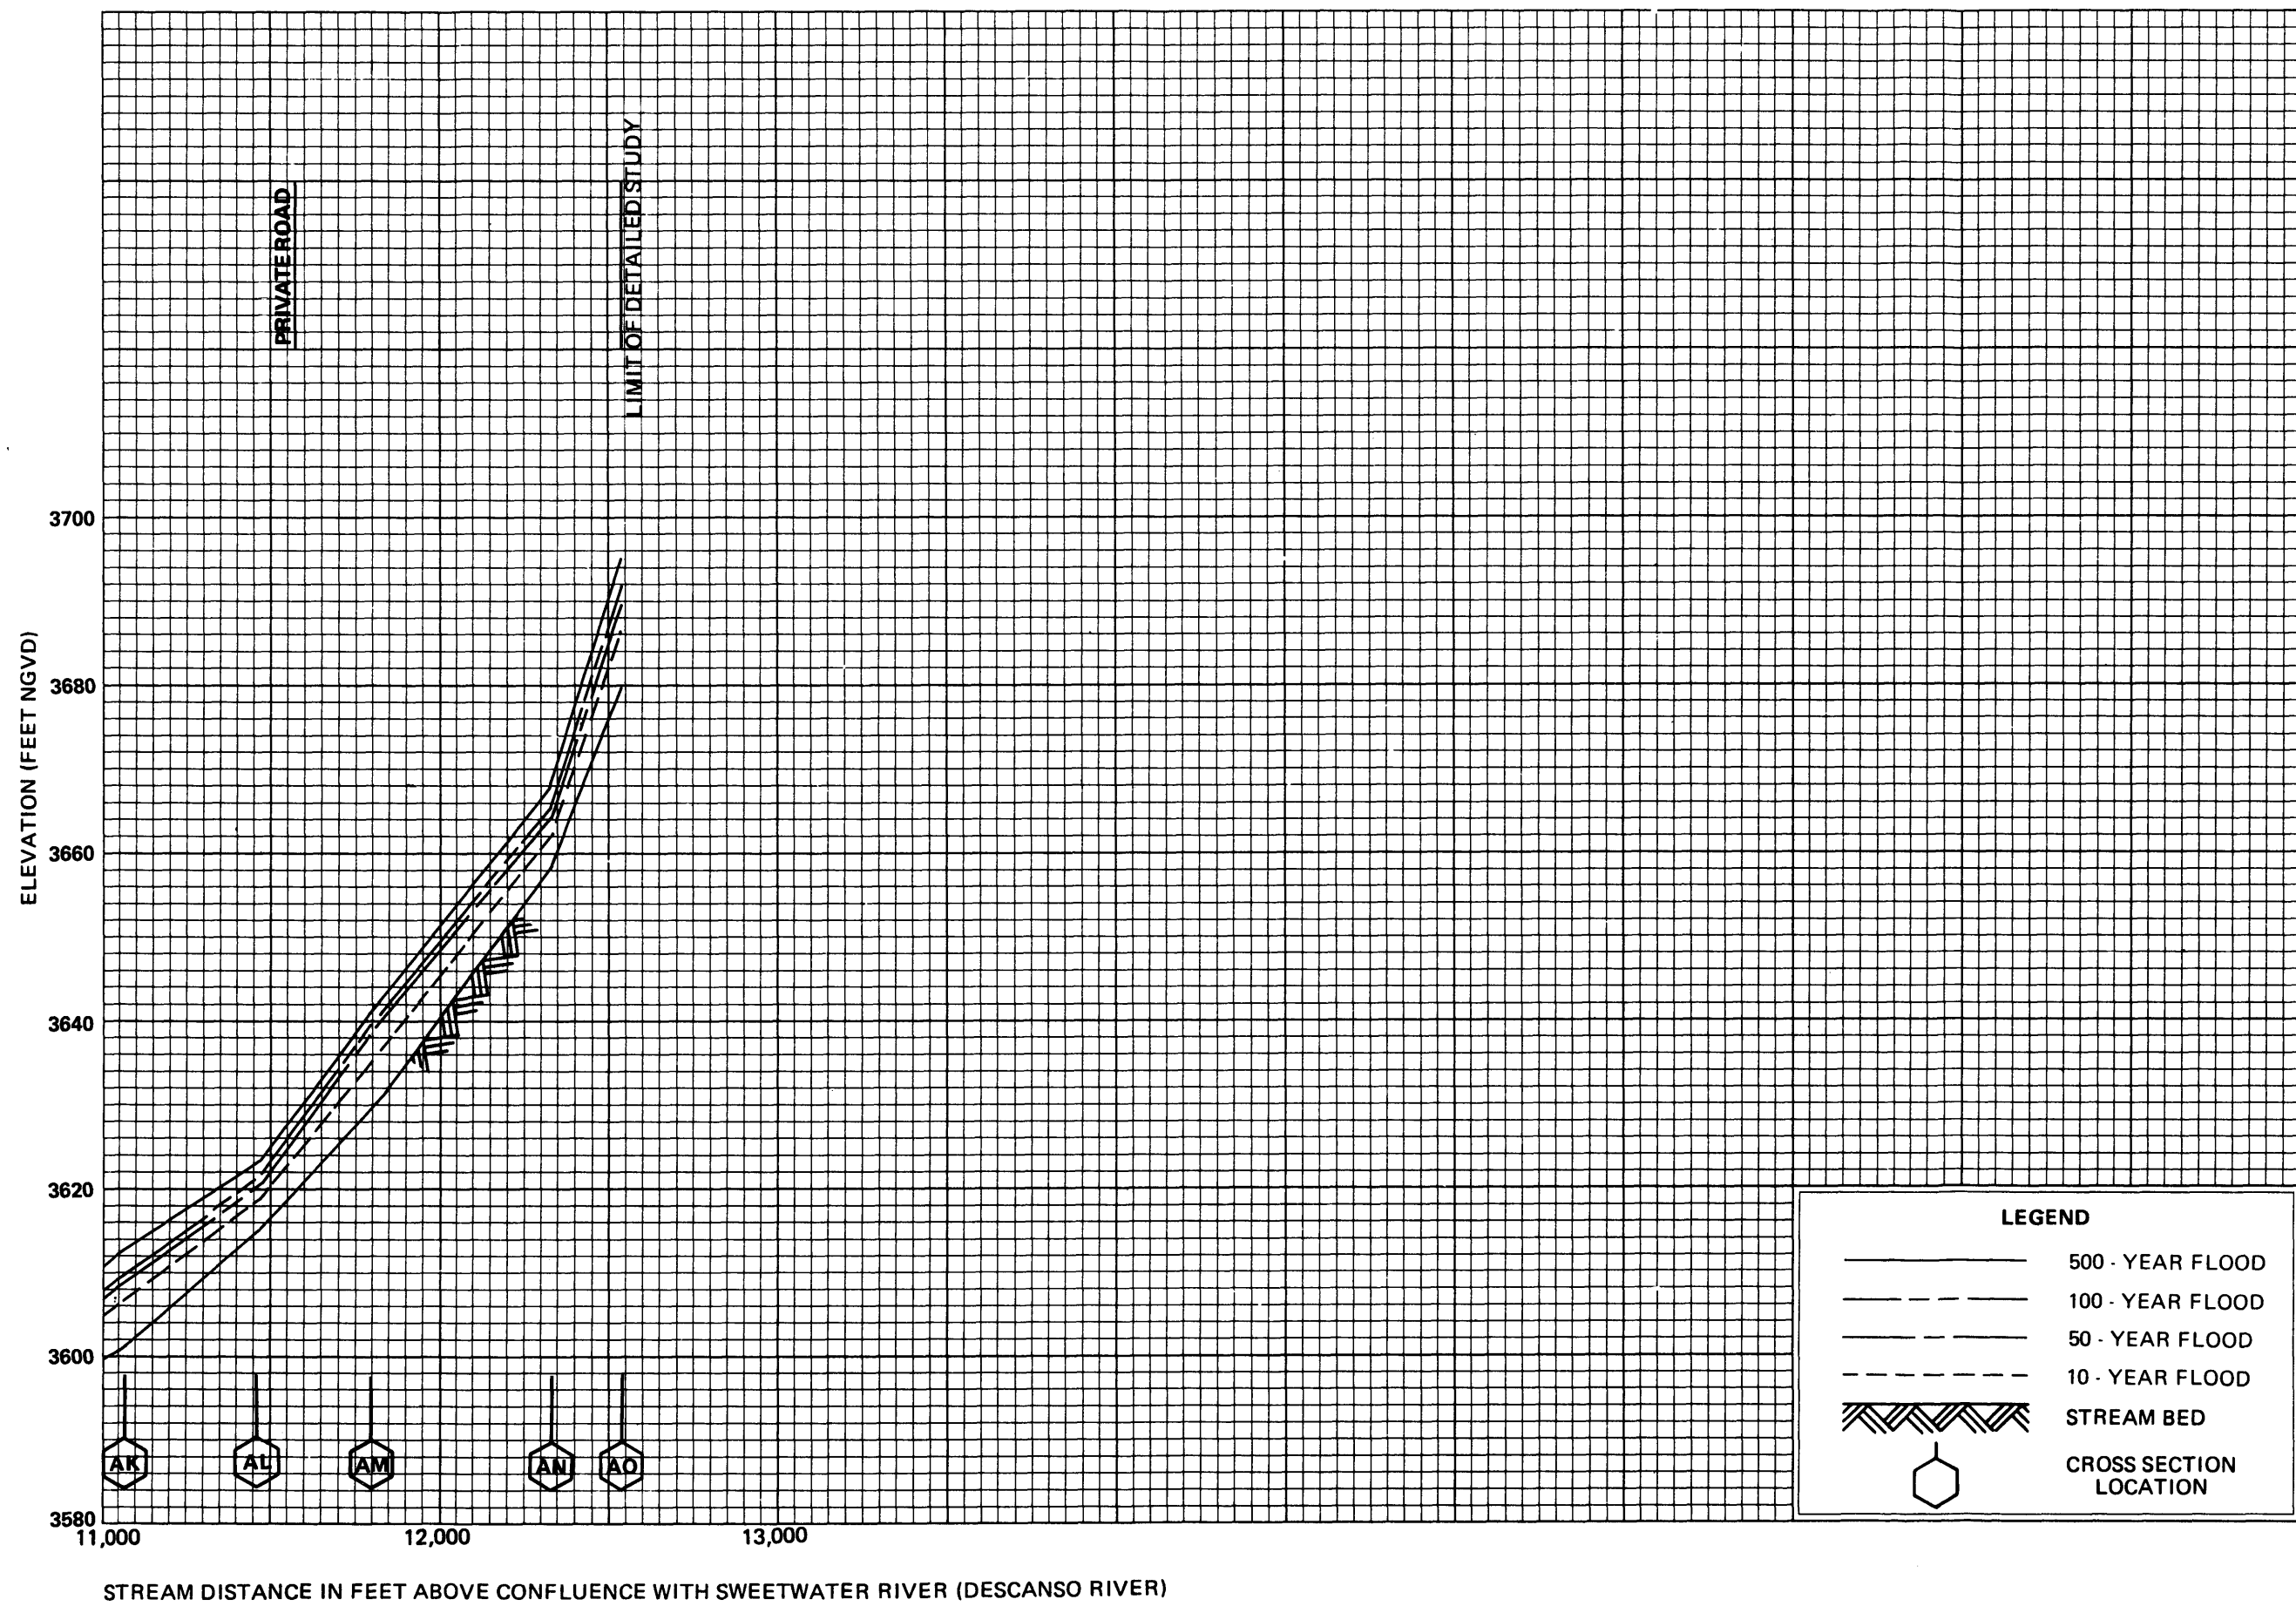 PRIVATE ROAD
LIMIT OF DETAILED STUDY
ELEVATION (FEET NGVD)
3700
3680
3660
3640
3620
3600
3580
AK
AL
AM
AN
AO
11,000
12,000
13,000
STREAM DISTANCE IN FEET ABOVE CONFLUENCE WITH SWEETWATER RIVER (DESCANSO RIVER)
LEGEND
500 - YEAR FLOOD
100 - YEAR FLOOD
50 - YEAR FLOOD
10 - YEAR FLOOD
STREAM BED
CROSS SECTION
LOCATION